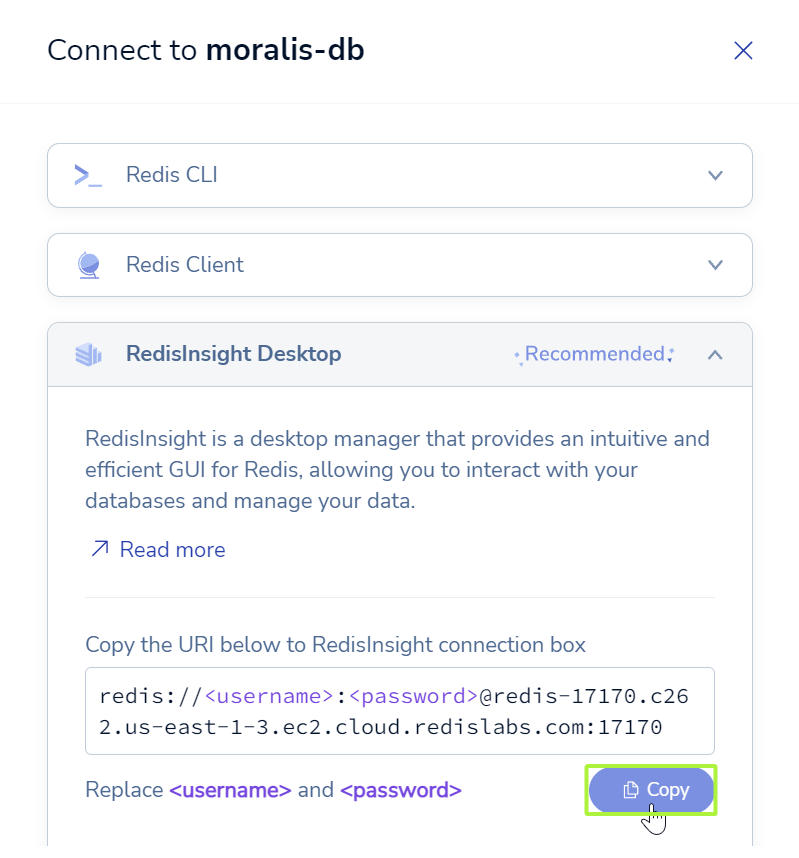 Connect to moralis-db
Redis CLI
Redis Client
RedisInsight Desktop
Recommended
RedisInsight is a desktop manager that provides an intuitive and
efficient GUI for Redis, allowing you to interact with your
databases and manage your data.
Read more
Copy the URI below to RedisInsight connection box
redis://<username>:<password>@redis-17170.c26
2.us-east-1-3.ec2.cloud.redislabs.com:17170
Replace <username> and <password>
Copy